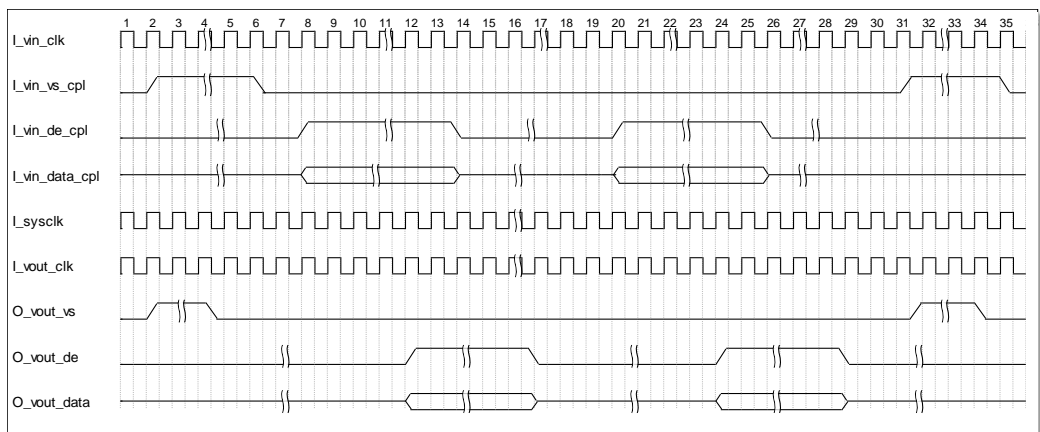 1 2 3 4 5 6 7 8 9 10 11 12 13 14 15 16 17 18 19 20 21 22 23 24 25 26 27 28 29 30 31 32 33 34 35
I_vin_clk
I_vin_vs_cpl
I_vin_de_cpl
I_vin_data_cpl
I_sysclk
I_vout_clk
O_vout_vs
O_vout_de
O_vout_data